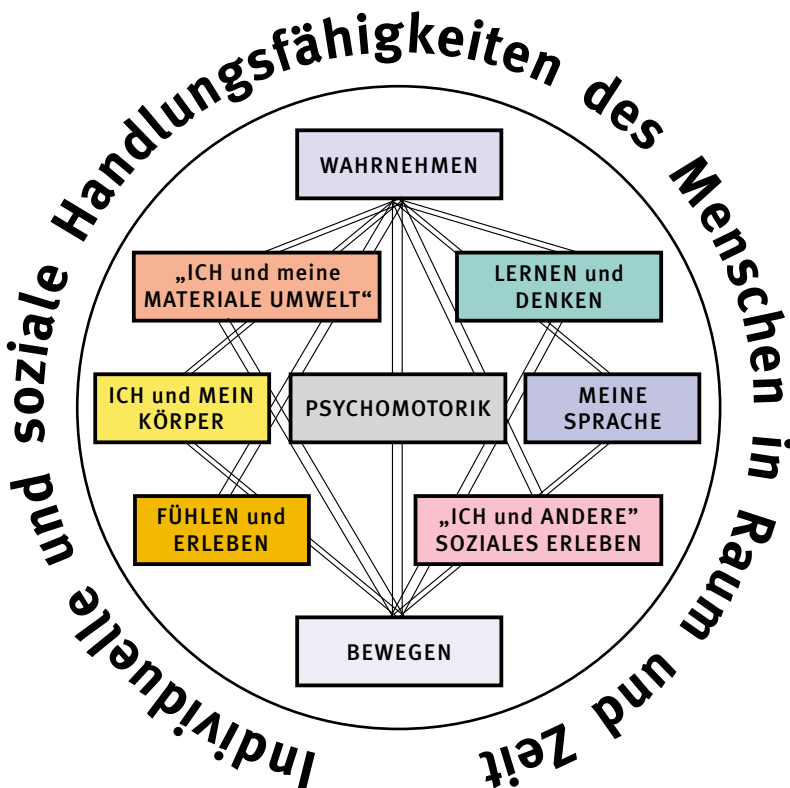 Individuelle und soziale Handlungsfähigkeiten des Menschen in Raum und Zeit
WAHRNEHMEN
„ICH und meine
MATERIALE UMWELT“
LERNEN und
DENKEN
ICH und MEIN
KÖRPER
PSYCHOMOTORIK
MEINE
SPRACHE
FÜHLEN und
ERLEBEN
„ICH und ANDERE”
SOZIALES ERLEBEN
BEWEGEN